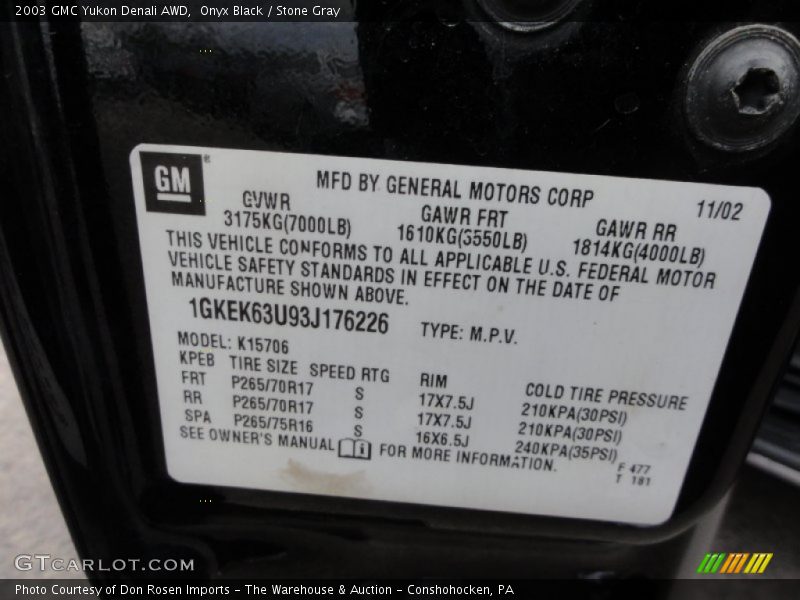 2003 GMC Yukon Denali AWD, Onyx Black / Stone Gray
GM
MFD BY GENERAL MOTORS CORP 11/02
GVWR GAWR FRT GAWR RR
3175KG(7000LB) 1610KG(3550LB) 1814KG(4000LB)
THIS VEHICLE CONFORMS TO ALL APPLICABLE U.S. FEDERAL MOTOR
VEHICLE SAFETY STANDARDS IN EFFECT ON THE DATE OF
MANUFACTURE SHOWN ABOVE.
1GKEK63U93J176226 TYPE: M.P.V.
MODEL: K15706
KPEB TIRE SIZE SPEED RTG RIM COLD TIRE PRESSURE
FRT P265/70R17 S 17X7.5J 210KPA(30PSI)
RR P265/70R17 S 17X7.5J 210KPA(30PSI)
SPA P265/75R16 S 16X6.5J 240KPA(35PSI)
SEE OWNER'S MANUAL FOR MORE INFORMATION.
F 477
T 181
GTCARLOT.COM
Photo Courtesy of Don Rosen Imports - The Warehouse & Auction - Conshohocken, PA